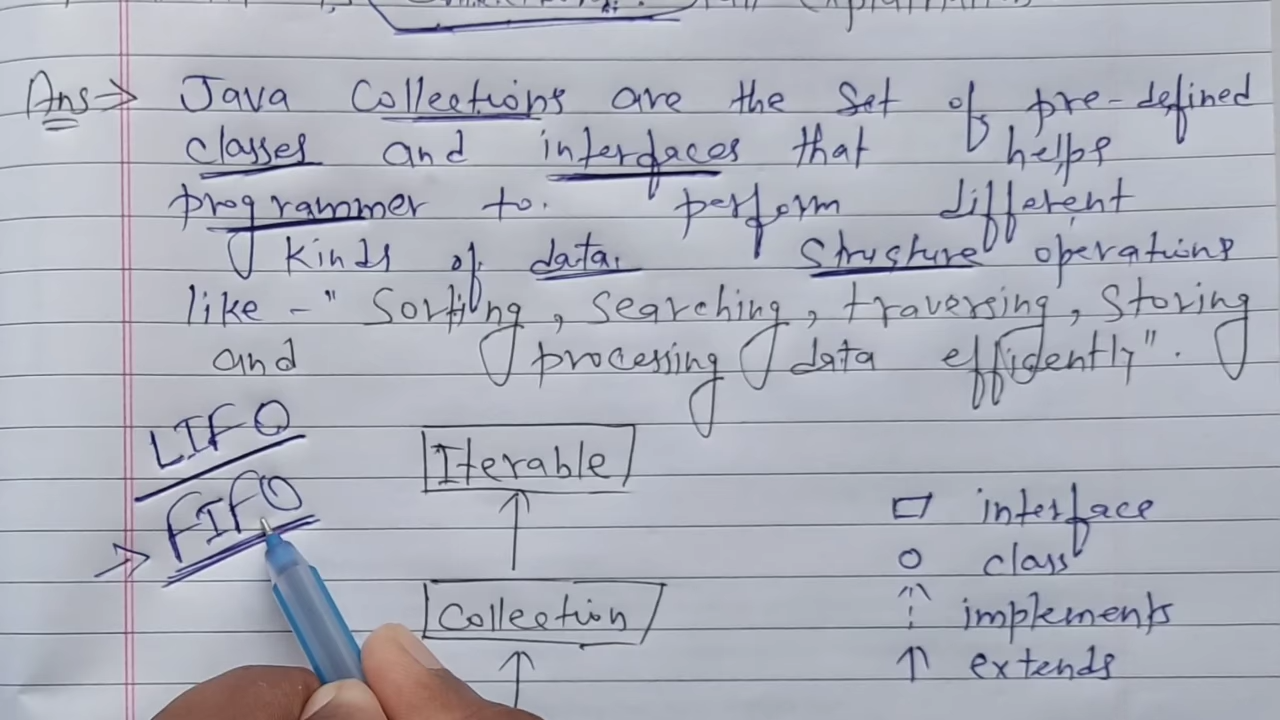 Ans⇒ Java Collections are the set of pre-defined
classes and interfaces that helps
programmer to. perform different
kinds of data. structure operations
like - " Sorting, Searching, traversing, Storing
and processing data efficiently".
LIFO
FIFO
Iterable
interface
class
Collection
implements
extends